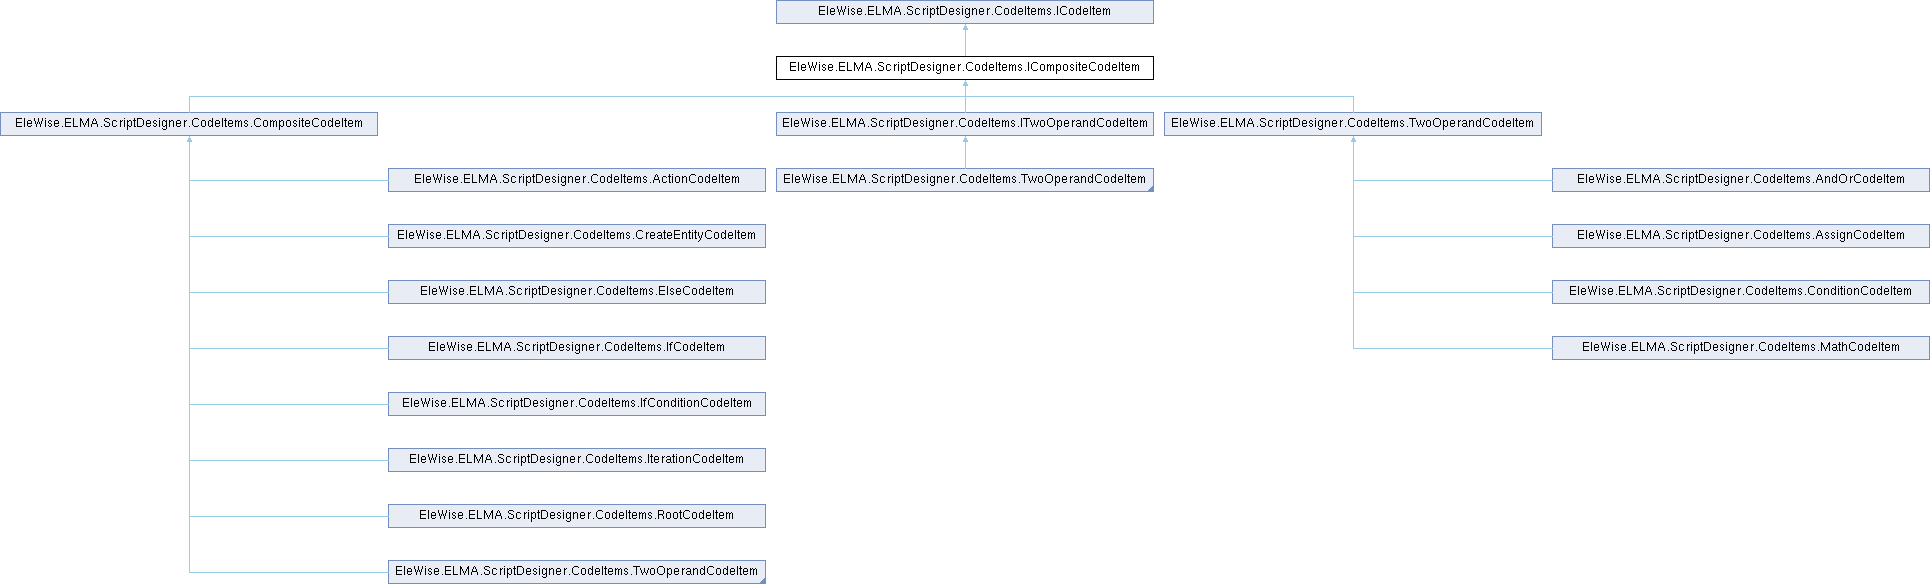 EleWise.ELMA.ScriptDesigner.CodeItems.ICodeItem
EleWise.ELMA.ScriptDesigner.CodeItems.ICompositeCodeItem
EleWise.ELMA.ScriptDesigner.CodeItems.CompositeCodeItem
EleWise.ELMA.ScriptDesigner.CodeItems.ITwoOperandCodeItem
EleWise.ELMA.ScriptDesigner.CodeItems.TwoOperandCodeItem
EleWise.ELMA.ScriptDesigner.CodeItems.ActionCodeItem
EleWise.ELMA.ScriptDesigner.CodeItems.TwoOperandCodeItem
EleWise.ELMA.ScriptDesigner.CodeItems.AndOrCodeItem
EleWise.ELMA.ScriptDesigner.CodeItems.CreateEntityCodeItem
EleWise.ELMA.ScriptDesigner.CodeItems.AssignCodeItem
EleWise.ELMA.ScriptDesigner.CodeItems.ElseCodeItem
EleWise.ELMA.ScriptDesigner.CodeItems.ConditionCodeItem
EleWise.ELMA.ScriptDesigner.CodeItems.IfCodeItem
EleWise.ELMA.ScriptDesigner.CodeItems.MathCodeItem
EleWise.ELMA.ScriptDesigner.CodeItems.IfConditionCodeItem
EleWise.ELMA.ScriptDesigner.CodeItems.IterationCodeItem
EleWise.ELMA.ScriptDesigner.CodeItems.RootCodeItem
EleWise.ELMA.ScriptDesigner.CodeItems.TwoOperandCodeItem